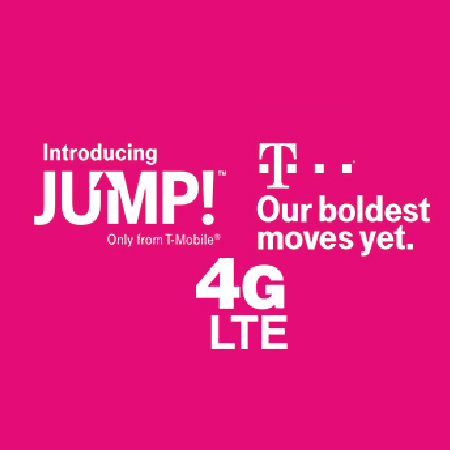 Introducing
JUMP!™
Only from T-Mobile®
T
Our boldest
moves yet.
4G
LTE